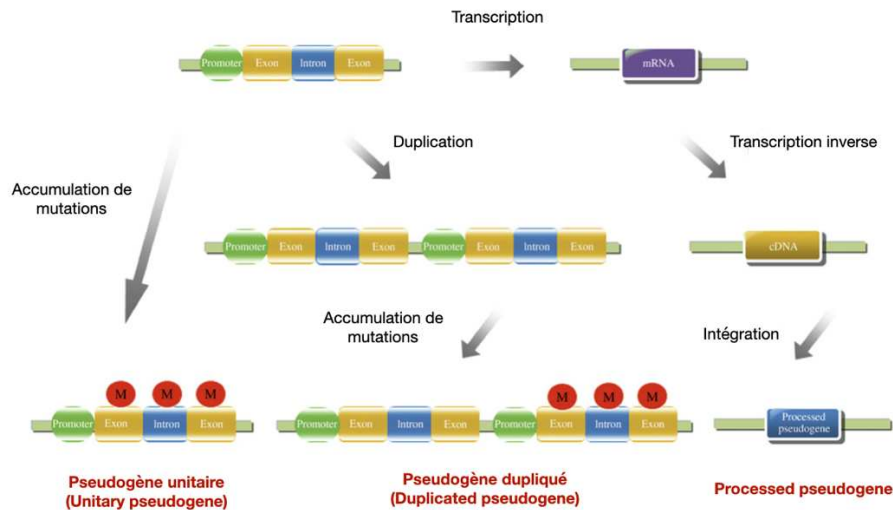 Transcription
Promoter Exon Intron Exon
mRNA
Duplication
Transcription inverse
Accumulation de
mutations
Promoter Exon Intron Exon Promoter Exon Intron Exon
cDNA
Accumulation de
mutations
Intégration
M M M
M M M
Promoter Exon Intron Exon
Promoter Exon Intron Exon Promoter Exon Intron Exon
Processed
pseudogene
Pseudogène unitaire
(Unitary pseudogene)
Pseudogène dupliqué
(Duplicated pseudogene)
Processed pseudogene